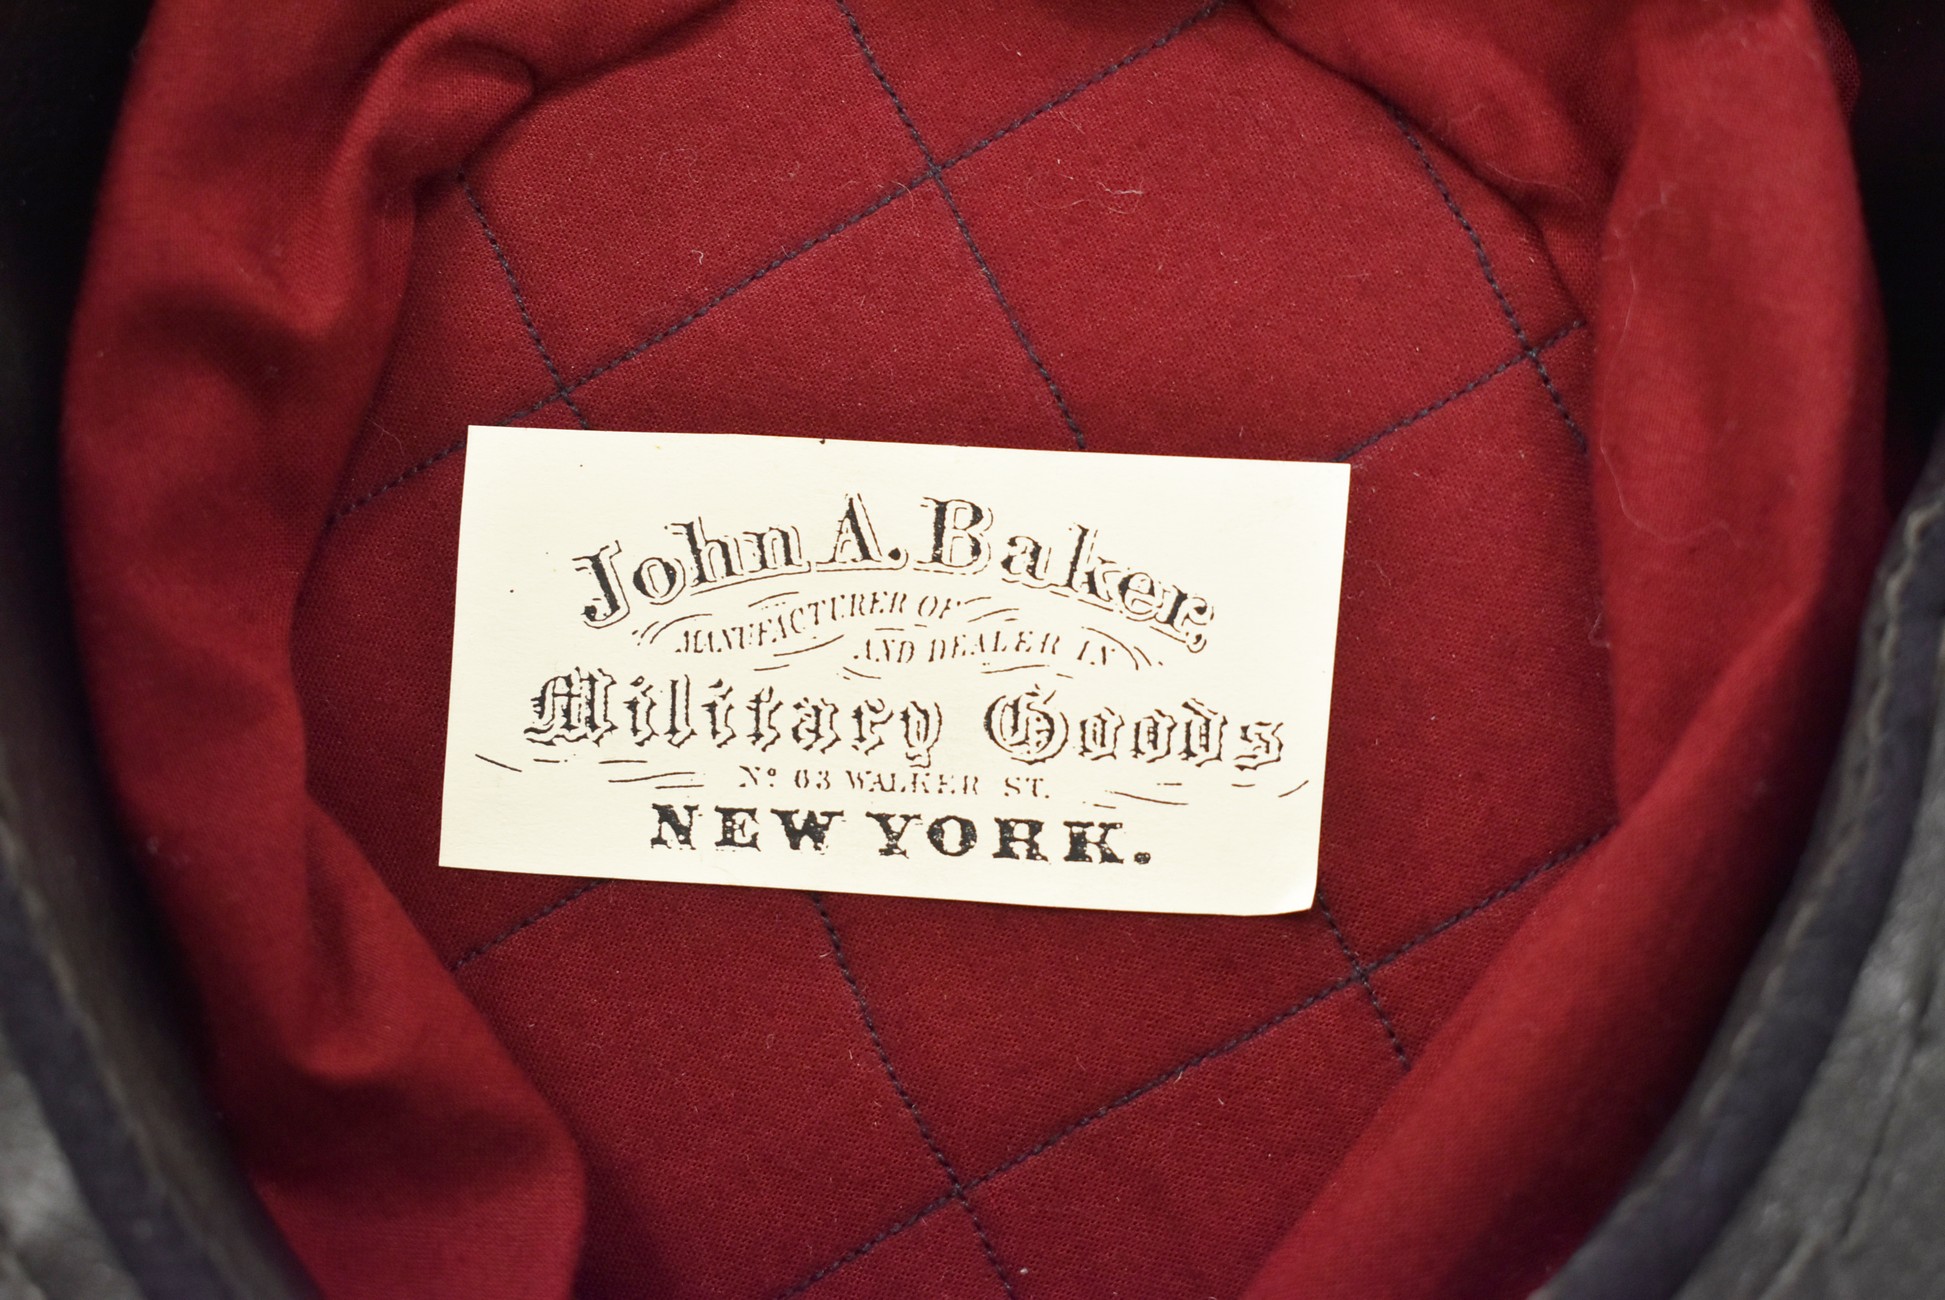 John A. Baker,
MANUFACTURER OF
AND DEALER IN
Military Goods
Nº 63 WALKER ST.
NEW YORK.